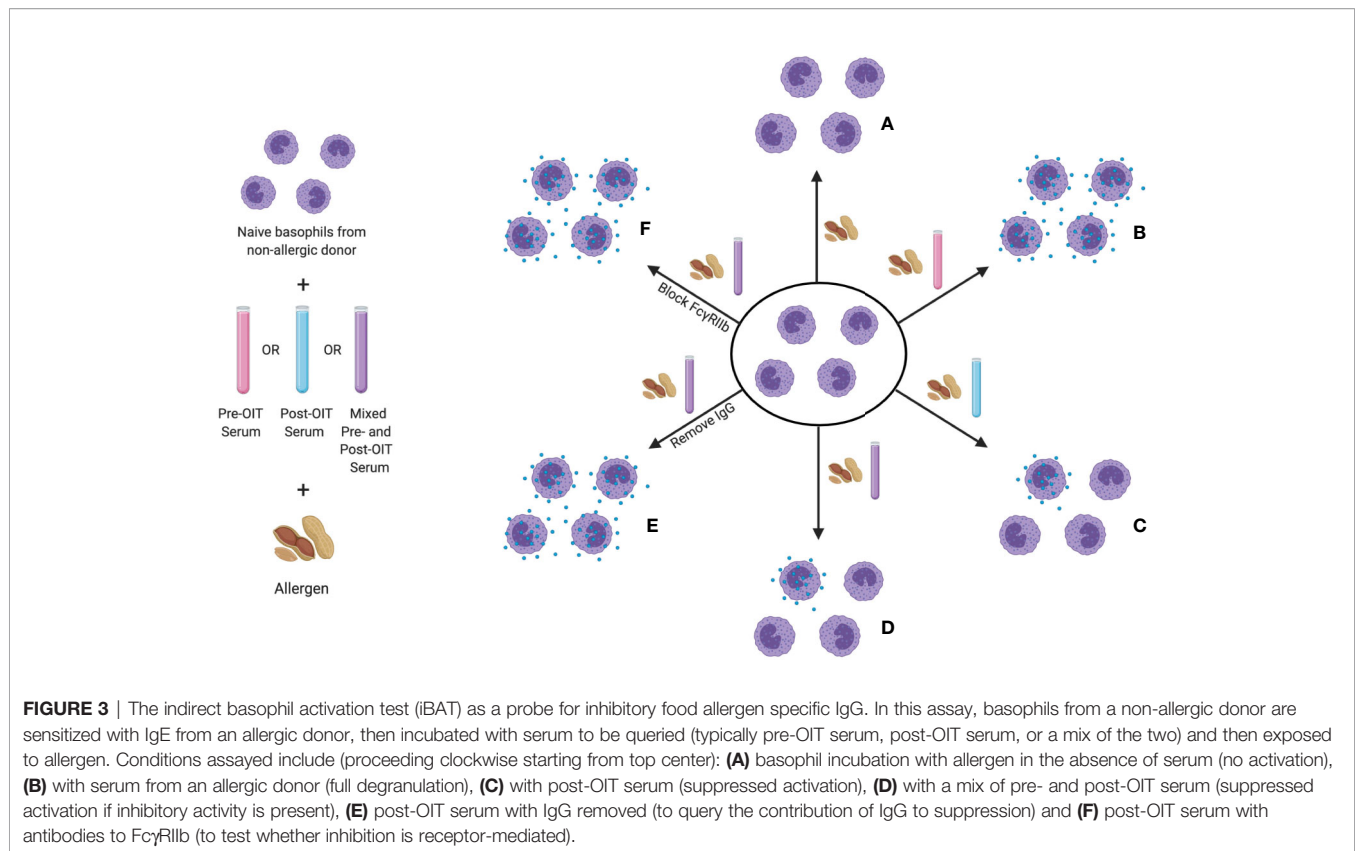 Naive basophils from
non-allergic donor
+
OR
OR
Pre-OIT
Serum
Post-OIT
Serum
Mixed
Pre- and
Post-OIT
Serum
+
Allergen
A
B
C
D
E
F
Block FcγRIIb
Remove IgG
FIGURE 3 | The indirect basophil activation test (iBAT) as a probe for inhibitory food allergen specific IgG. In this assay, basophils from a non-allergic donor are
sensitized with IgE from an allergic donor, then incubated with serum to be queried (typically pre-OIT serum, post-OIT serum, or a mix of the two) and then exposed
to allergen. Conditions assayed include (proceeding clockwise starting from top center): (A) basophil incubation with allergen in the absence of serum (no activation),
(B) with serum from an allergic donor (full degranulation), (C) with post-OIT serum (suppressed activation), (D) with a mix of pre- and post-OIT serum (suppressed
activation if inhibitory activity is present), (E) post-OIT serum with IgG removed (to query the contribution of IgG to suppression) and (F) post-OIT serum with
antibodies to FcγRIIb (to test whether inhibition is receptor-mediated).